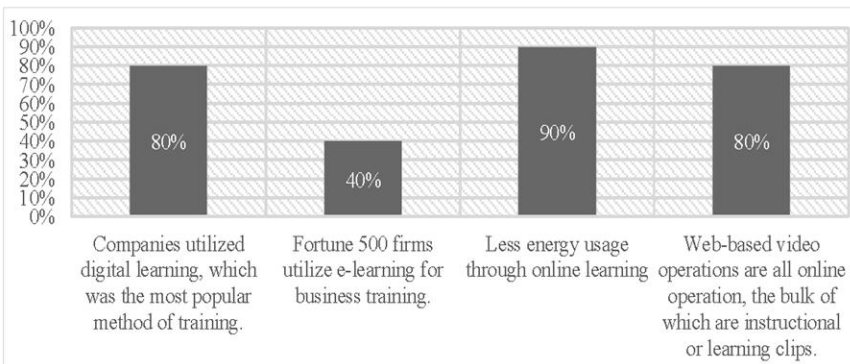 100%
90%
80%
70%
60%
50%
40%
30%
20%
10%
0%
80%
40%
90%
80%
Companies utilized
digital learning, which
was the most popular
method of training.
Fortune 500 firms
utilize e-learning for
business training.
Less energy usage
through online learning
Web-based video
operations are all online
operation, the bulk of
which are instructional
or learning clips.